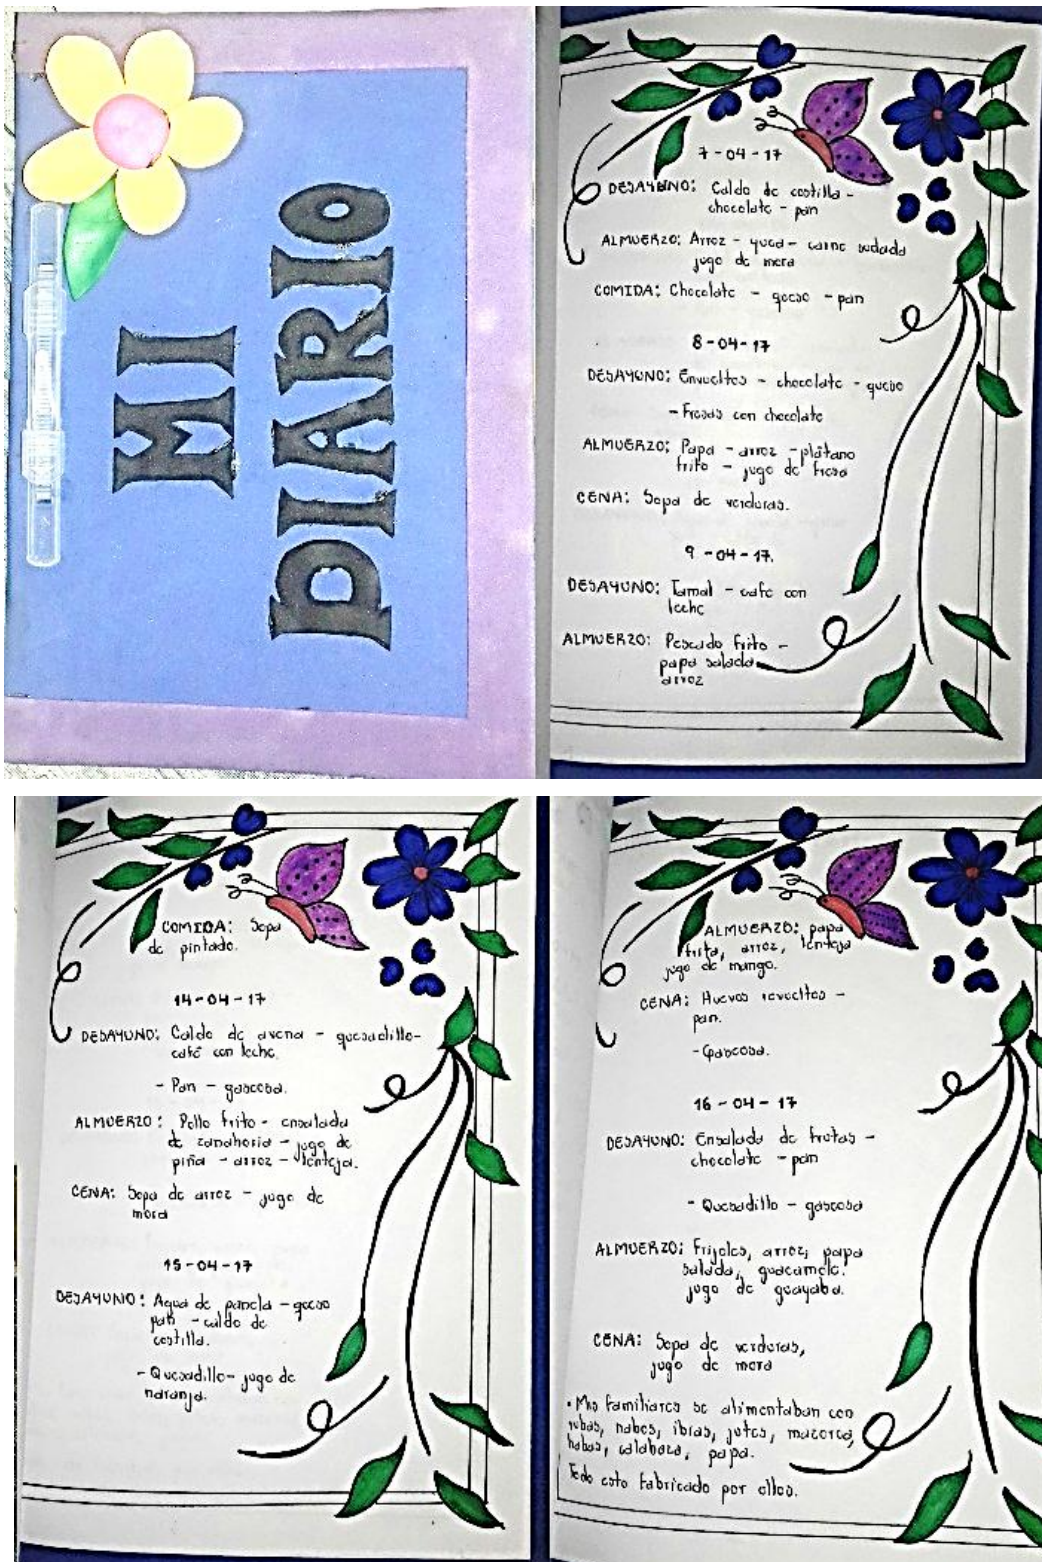 MI
DIARIO
7-04-17
DESAYUNO: Caldo de costilla -
chocolate - pan
ALMUERZO: Arroz - yuca - carne sudada
jugo de mora
COMIDA: Chocolate - queso - pan
8-04-17
DESAYUNO: Envueltos - chocolate - queso
- Fresas con chocolate
ALMUERZO: Papa - arroz - plátano
frito - jugo de fresa
CENA: Sopa de verduras.
9-04-17.
DESAYUNO: Tamal - café con
leche
ALMUERZO: Pescado frito -
papa salada
arroz
COMIDA: Sopa
de pintado.
14-04-17
DESAYUNO: Caldo de avena - quesadillo-
café con leche.
- Pan - gaseosa.
ALMUERZO: Pollo frito - ensalada
de zanahoria - jugo de
piña - arroz - lenteja.
CENA: Sopa de arroz - jugo de
mora
15-04-17
DESAYUNO: Agua de panela - queso
pan - caldo de
costilla.
- Quesadillo - jugo de
naranja.
ALMUERZO: papa
frita, arroz, lenteja
jugo de mango.
CENA: Huevos revueltos -
pan.
- Gaseosa.
16-04-17
DESAYUNO: Ensalada de frutas -
chocolate - pan
- Quesadillo - gaseosa
ALMUERZO: Frijoles, arroz, papa
salada, guacamole.
jugo de guayaba.
CENA: Sopa de verduras,
jugo de mora
• Mis familiares se alimentaban con
rubas, nabos, ibias, jutes, mazorca,
habas, calabaza, papa.
Todo esto fabricado por ellos.